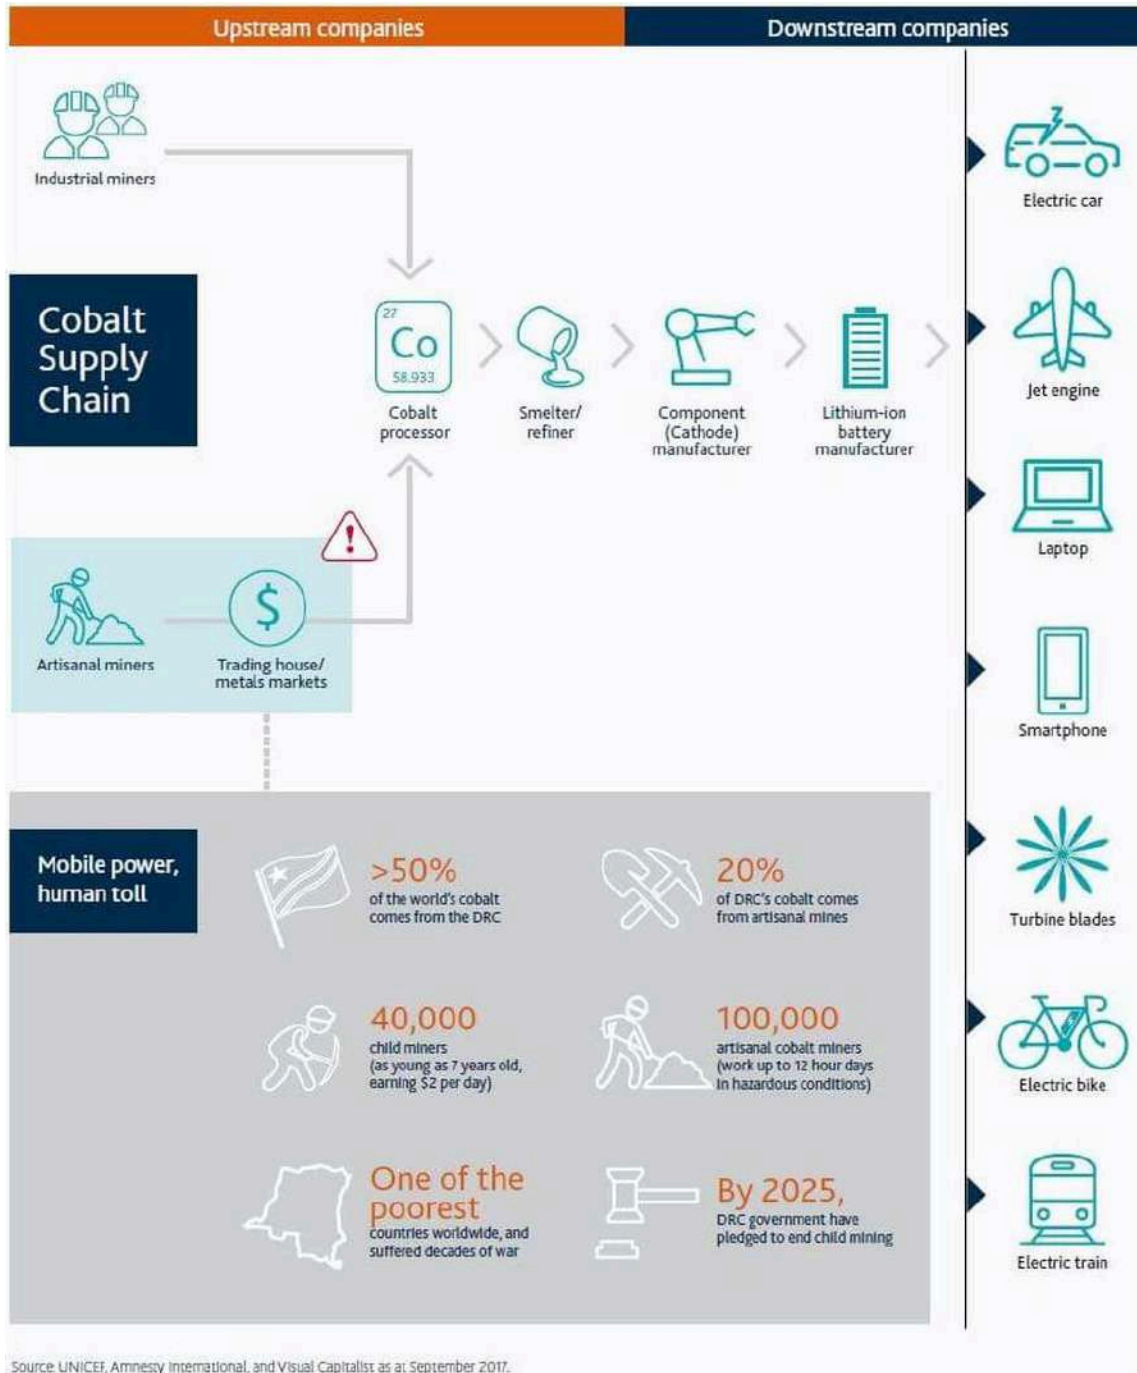 Upstream companies
Downstream companies
Industrial miners
Cobalt
Supply
Chain
27
Co
58.933
Cobalt
processor
Smelter/
refiner
Component
(Cathode)
manufacturer
Lithium-ion
battery
manufacturer
Artisanal miners
$
Trading house/
metals markets
!
Electric car
Jet engine
Laptop
Smartphone
Turbine blades
Electric bike
Electric train
Mobile power,
human toll
>50%
of the world's cobalt
comes from the DRC
20%
of DRC's cobalt comes
from artisanal mines
40,000
child miners
(as young as 7 years old,
earning $2 per day)
100,000
artisanal cobalt miners
(work up to 12 hour days
in hazardous conditions)
One of the
poorest
countries worldwide, and
suffered decades of war
By 2025,
DRC government have
pledged to end child mining
Source UNICEF, Amnesty International, and Visual Capitalist as at September 2017.